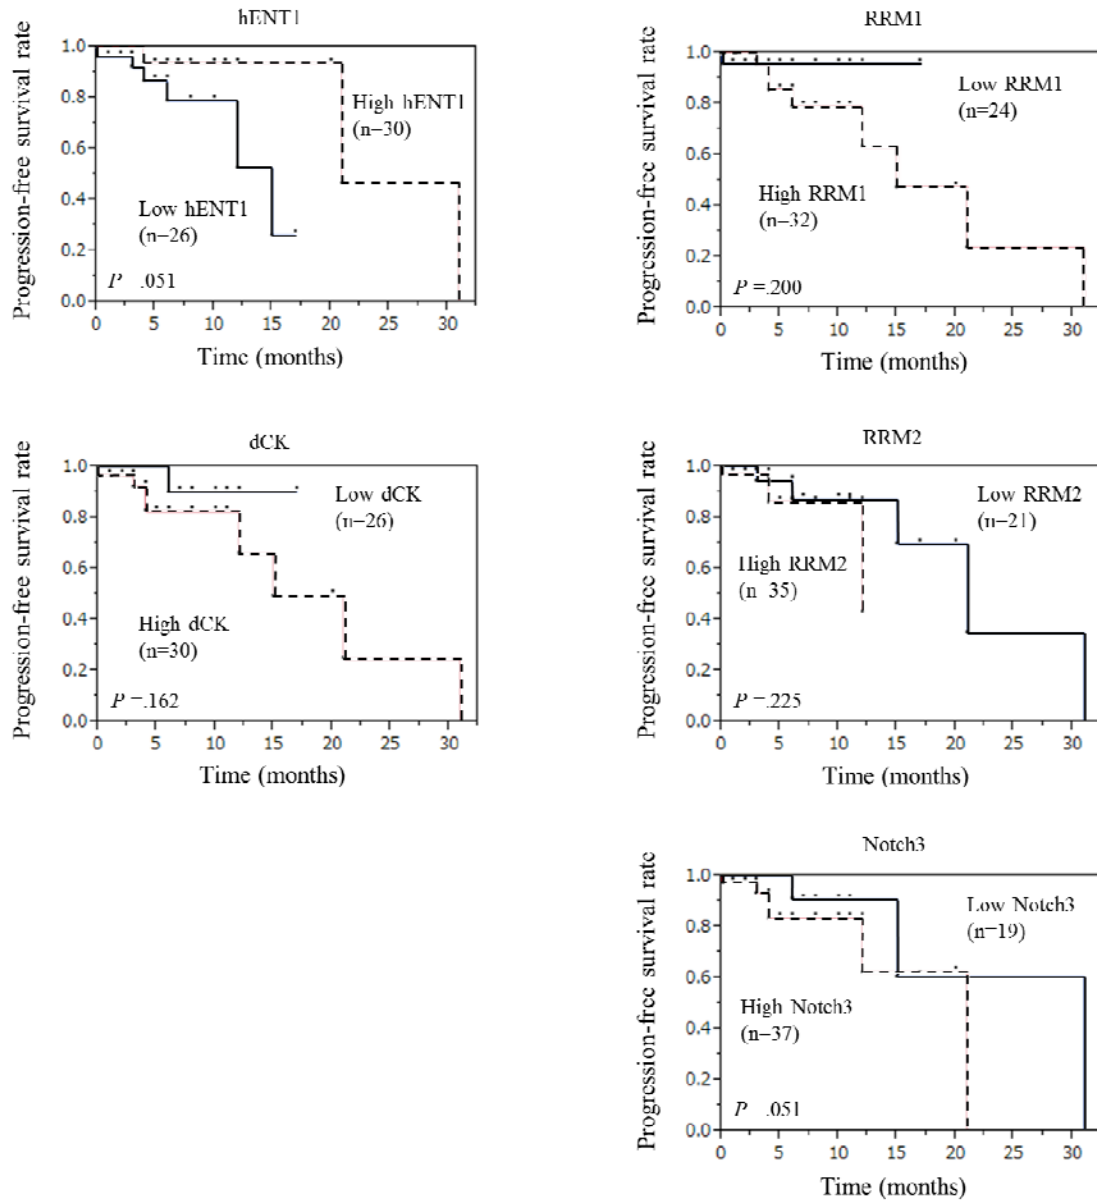 hENT1
Progression-free survival rate
1.0
0.8
0.6
0.4
0.2
0.0
High hENT1
(n=30)
Low hENT1
(n=26)
P .051
0 5 10 15 20 25 30
Time (months)
RRM1
Progression-free survival rate
1.0
0.8
0.6
0.4
0.2
0.0
Low RRM1
(n=24)
High RRM1
(n=32)
P =.200
0 5 10 15 20 25 30
Time (months)
dCK
Progression-free survival rate
1.0
0.8
0.6
0.4
0.2
0.0
Low dCK
(n=26)
High dCK
(n=30)
P =.162
0 5 10 15 20 25 30
Time (months)
RRM2
Progression-free survival rate
1.0
0.8
0.6
0.4
0.2
0.0
Low RRM2
(n=21)
High RRM2
(n 35)
P =.225
0 5 10 15 20 25 30
Time (months)
Notch3
Progression-free survival rate
1.0
0.8
0.6
0.4
0.2
0.0
Low Notch3
(n=19)
High Notch3
(n=37)
P .051
0 5 10 15 20 25 30
Time (months)